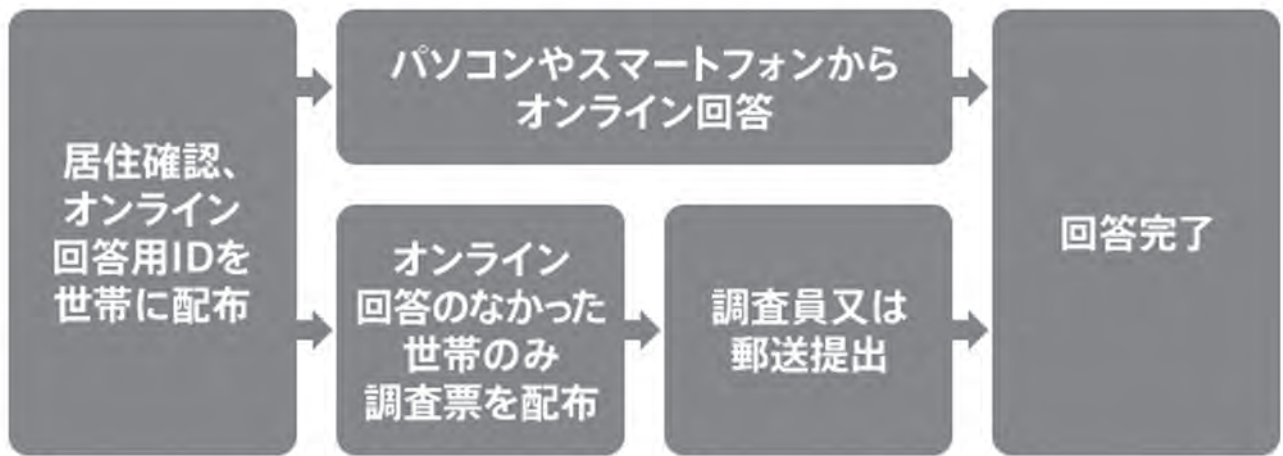 居住確認、
オンライン
回答用IDを
世帯に配布
パソコンやスマートフォンから
オンライン回答
オンライン
回答のなかった
世帯のみ
調査票を配布
調査員又は
郵送提出
回答完了